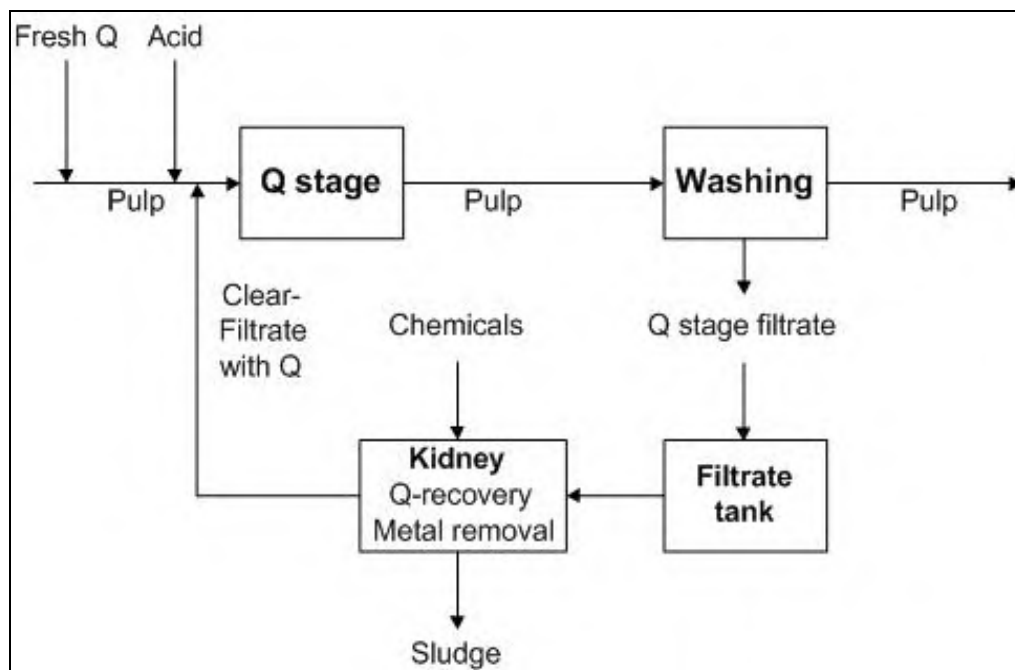 Fresh Q
Acid
Pulp
Q stage
Pulp
Washing
Pulp
Clear-
Filtrate
with Q
Chemicals
Q stage filtrate
Kidney
Q-recovery
Metal removal
Filtrate
tank
Sludge